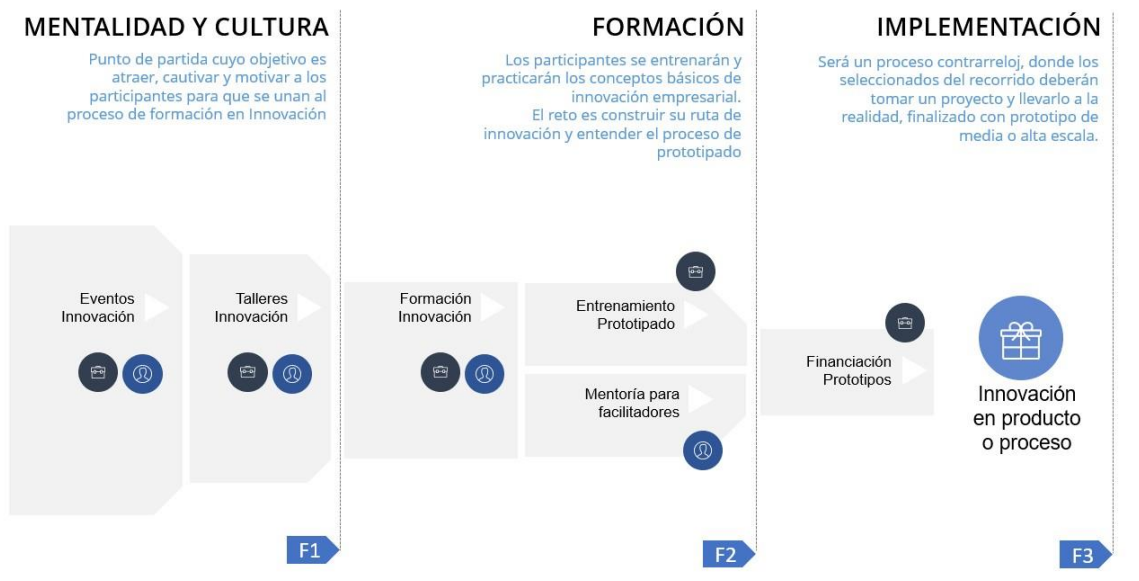 MENTALIDAD Y CULTURA
Punto de partida cuyo objetivo es
atraer, cautivar y motivar a los
participantes para que se unan al
proceso de formación en Innovación
Eventos
Innovación
Talleres
Innovación
F1
FORMACIÓN
Los participantes se entrenarán y
practicarán los conceptos básicos de
innovación empresarial.
El reto es construir su ruta de
innovación y entender el proceso de
prototipado
Formación
Innovación
Entrenamiento
Prototipado
Mentoría para
facilitadores
F2
IMPLEMENTACIÓN
Será un proceso contrarreloj, donde los
seleccionados del recorrido deberán
tomar un proyecto y llevarlo a la
realidad, finalizado con prototipo de
media o alta escala.
Financiación
Prototipos
Innovación
en producto
o proceso
F3